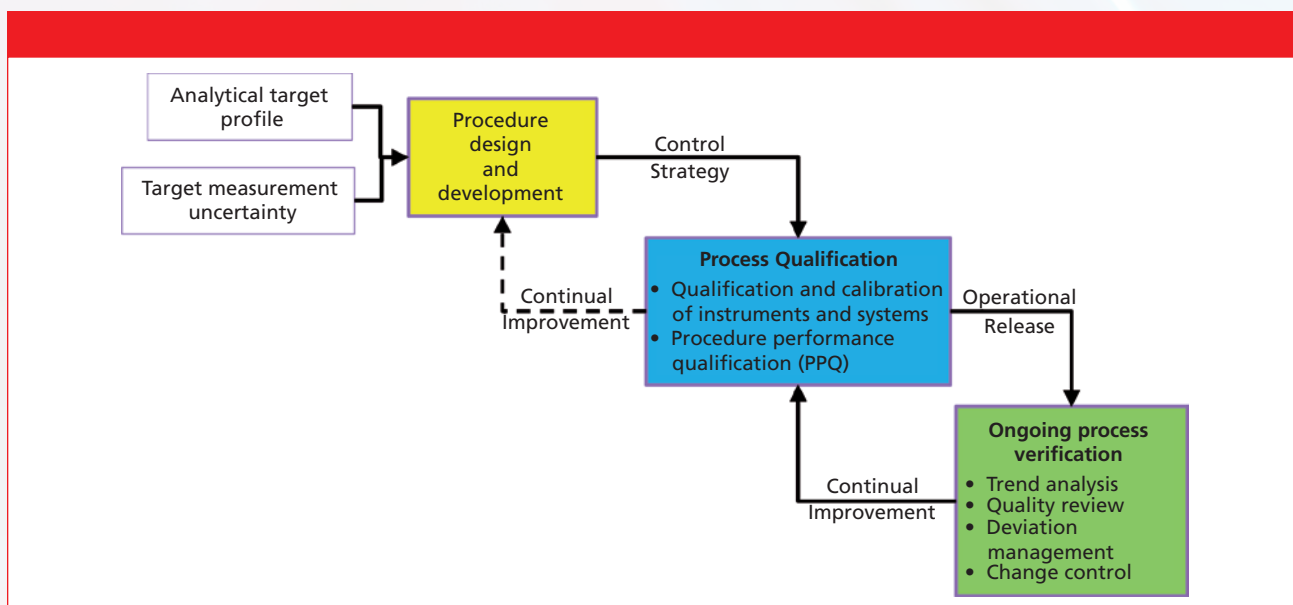 Analytical target
profile
Target measurement
uncertainty
Procedure
design
and
development
Control
Strategy
Process Qualification
• Qualification and calibration
of instruments and systems
• Procedure performance
qualification (PPQ)
Continual
Improvement
Operational
Release
Ongoing process
verification
• Trend analysis
• Quality review
• Deviation
management
• Change control
Continual
Improvement